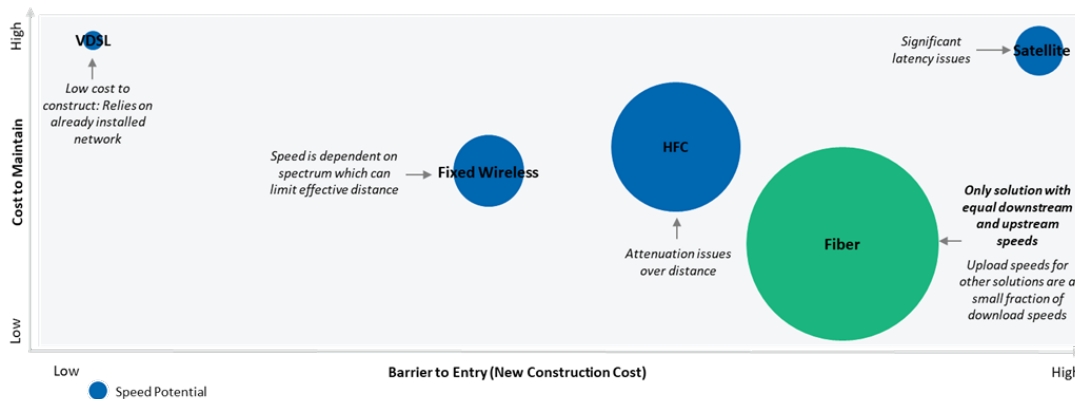 High
VDSL
Low cost to
construct: Relies on
already installed
network
Significant
latency issues
Satellite
Cost to Maintain
Speed is dependent on
spectrum which can
limit effective distance
Fixed Wireless
HFC
Attenuation issues
over distance
Fiber
Only solution with
equal downstream
and upstream
speeds
Upload speeds for
other solutions are a
small fraction of
download speeds
Low
Low
Barrier to Entry (New Construction Cost)
High
Speed Potential